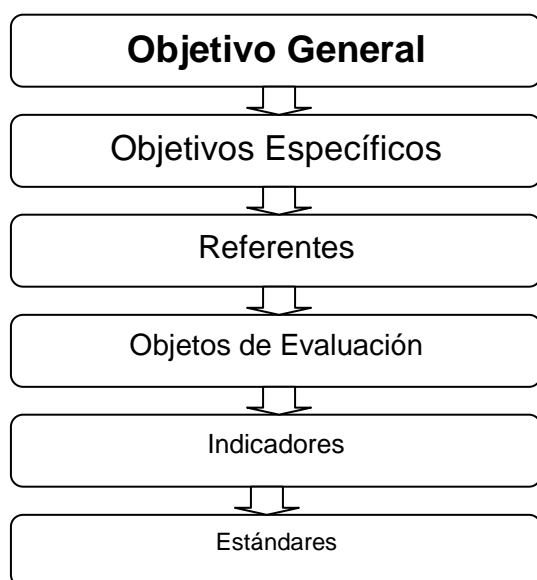 Objetivo General
Objetivos Específicos
Referentes
Objetos de Evaluación
Indicadores
Estándares